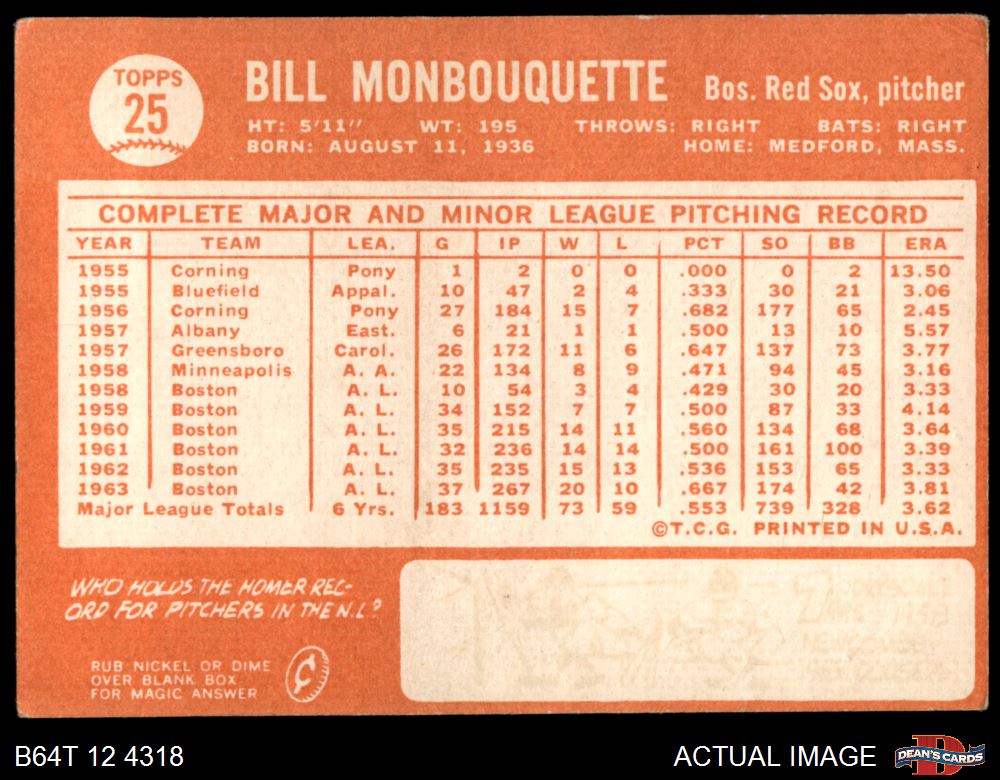 TOPPS
25
BILL MONBOUQUETTE Bos. Red Sox, pitcher
HT: 5'11" WT: 195 THROWS: RIGHT BATS: RIGHT
BORN: AUGUST 11, 1936 HOME: MEDFORD, MASS.
COMPLETE MAJOR AND MINOR LEAGUE PITCHING RECORD
YEAR TEAM LEA. G IP W L PCT SO BB ERA
1955 Corning Pony 1 2 0 0 .000 0 2 13.50
1955 Bluefield Appal. 10 47 2 4 .333 30 21 3.06
1956 Corning Pony 27 184 15 7 .682 177 65 2.45
1957 Albany East. 6 21 1 1 .500 13 10 5.57
1957 Greensboro Carol. 26 172 11 6 .647 137 73 3.77
1958 Minneapolis A. A. 22 134 8 9 .471 94 45 3.16
1958 Boston A. L. 10 54 3 4 .429 30 20 3.33
1959 Boston A. L. 34 152 7 7 .500 87 33 4.14
1960 Boston A. L. 35 215 14 11 .560 134 68 3.64
1961 Boston A. L. 32 236 14 14 .500 161 100 3.39
1962 Boston A. L. 35 235 15 13 .536 153 65 3.33
1963 Boston A. L. 37 267 20 10 .667 174 42 3.81
Major League Totals 6 Yrs. 183 1159 73 59 .553 739 328 3.62
©T.C.G. PRINTED IN U.S.A.
WHO HOLDS THE HOMER REC-
ORD FOR PITCHERS IN THE N.L?
RUB NICKEL OR DIME
OVER BLANK BOX
FOR MAGIC ANSWER
B64T 12 4318
ACTUAL IMAGE
DEAN'S CARDS